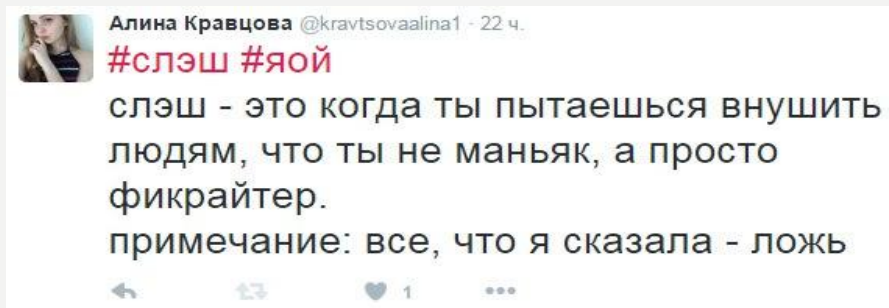 Алина Кравцова @kravtsovaalina1 · 22 ч.
#слэш #яой
слэш - это когда ты пытаешься внушить
людям, что ты не маньяк, а просто
фикрайтер.
примечание: все, что я сказала - ложь
1